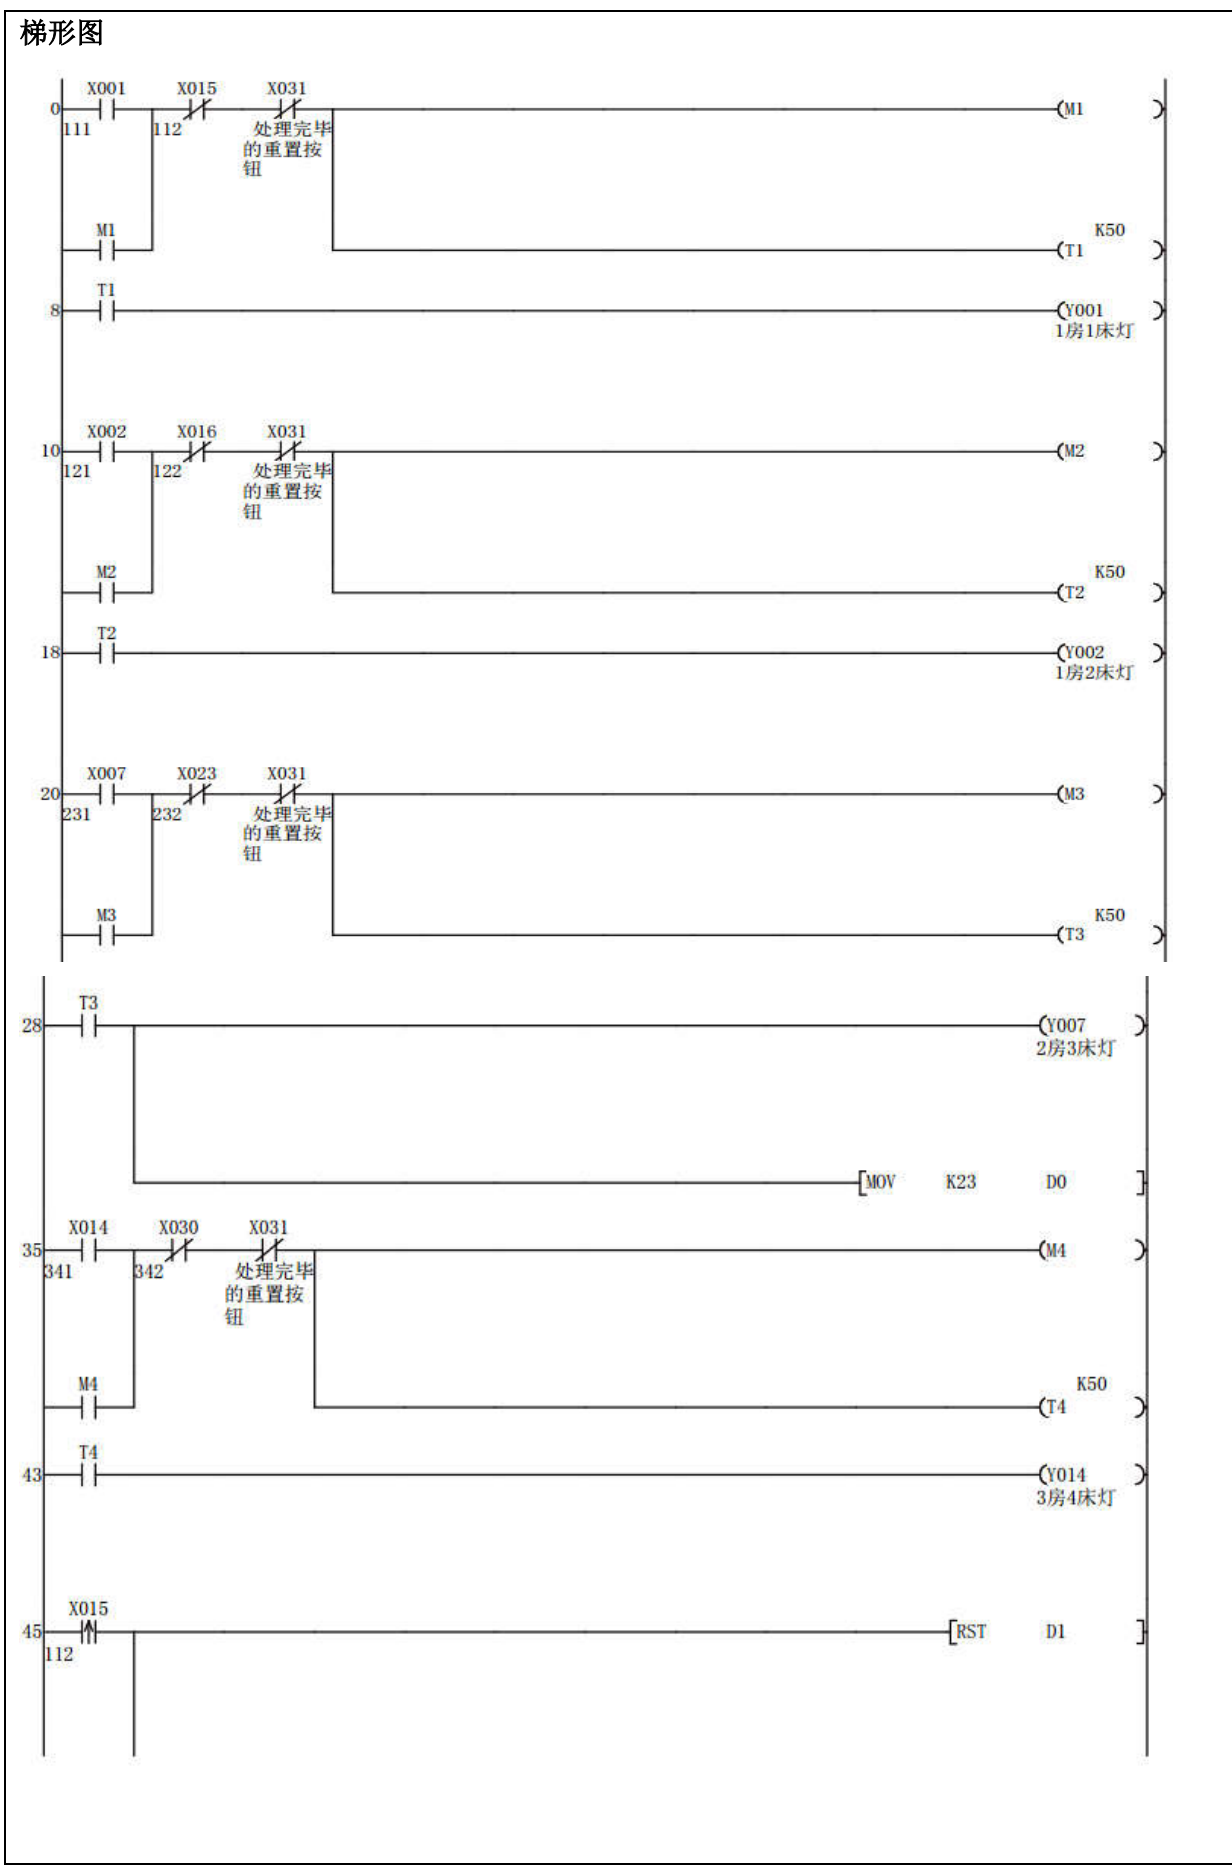 梯形图
X001 X015 X031
0 (M1 )
111 112 处理完毕
的重置按
钮
M1 K50
(T1 )
T1
8 (Y001 )
1房1床灯
X002 X016 X031
10 (M2 )
121 122 处理完毕
的重置按
钮
M2 K50
(T2 )
T2
18 (Y002 )
1房2床灯
X007 X023 X031
20 (M3 )
231 232 处理完毕
的重置按
钮
M3 K50
(T3 )
T3
28 (Y007 )
2房3床灯
[MOV K23 D0 ]
X014 X030 X031
35 (M4 )
341 342 处理完毕
的重置按
钮
M4 K50
(T4 )
T4
43 (Y014 )
3房4床灯
X015
45 [RST D1 ]
112